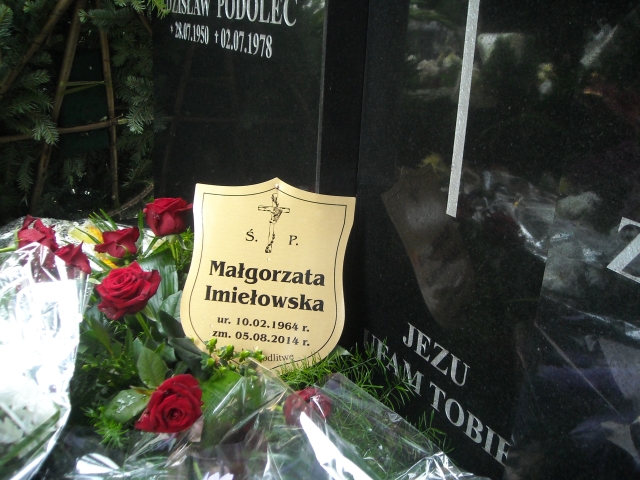 DZISŁAW PODOLEC
+ 28.07.1950 + 02.07.1978
Ś. P.
Małgorzata
Imiełowska
ur. 10.02.1964 r.
zm. 05.08.2014 r.
odlitwę
JEZU
UFAM TOBIE
Z